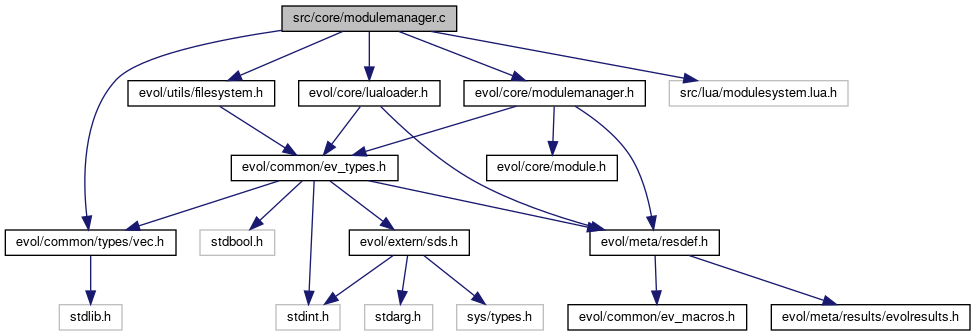 src/core/modulemanager.c
evol/utils/filesystem.h
evol/core/lualoader.h
evol/core/modulemanager.h
src/lua/modulesystem.lua.h
evol/common/ev_types.h
evol/core/module.h
evol/common/types/vec.h
stdbool.h
evol/extern/sds.h
evol/meta/resdef.h
stdlib.h
stdint.h
stdarg.h
sys/types.h
evol/common/ev_macros.h
evol/meta/results/evolresults.h